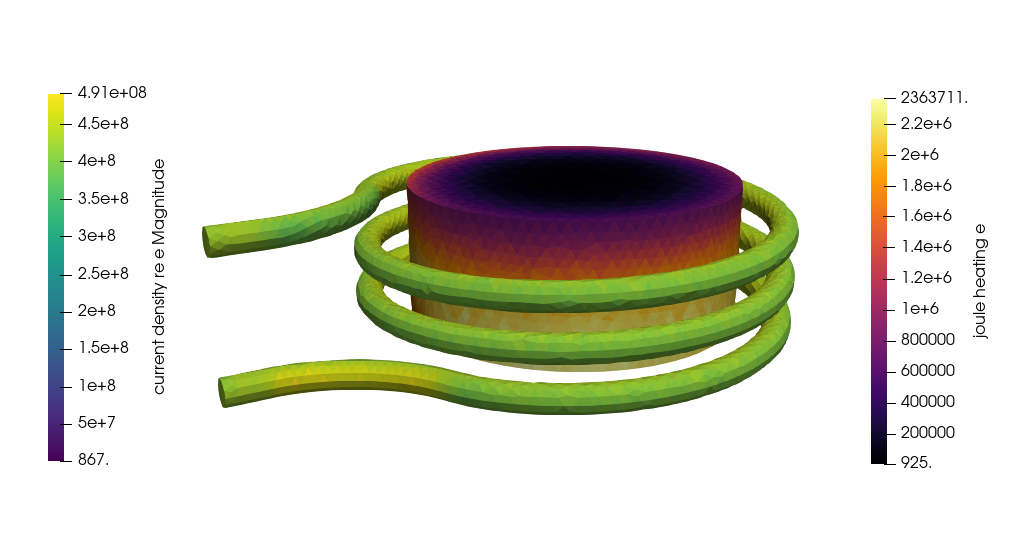 4.91e+08
4.5e+8
4e+8
3.5e+8
3e+8
2.5e+8
2e+8
1.5e+8
1e+8
5e+7
867.
current density re e Magnitude
2363711.
2.2e+6
2e+6
1.8e+6
1.6e+6
1.4e+6
1.2e+6
1e+6
800000
600000
400000
200000
925.
joule heating e